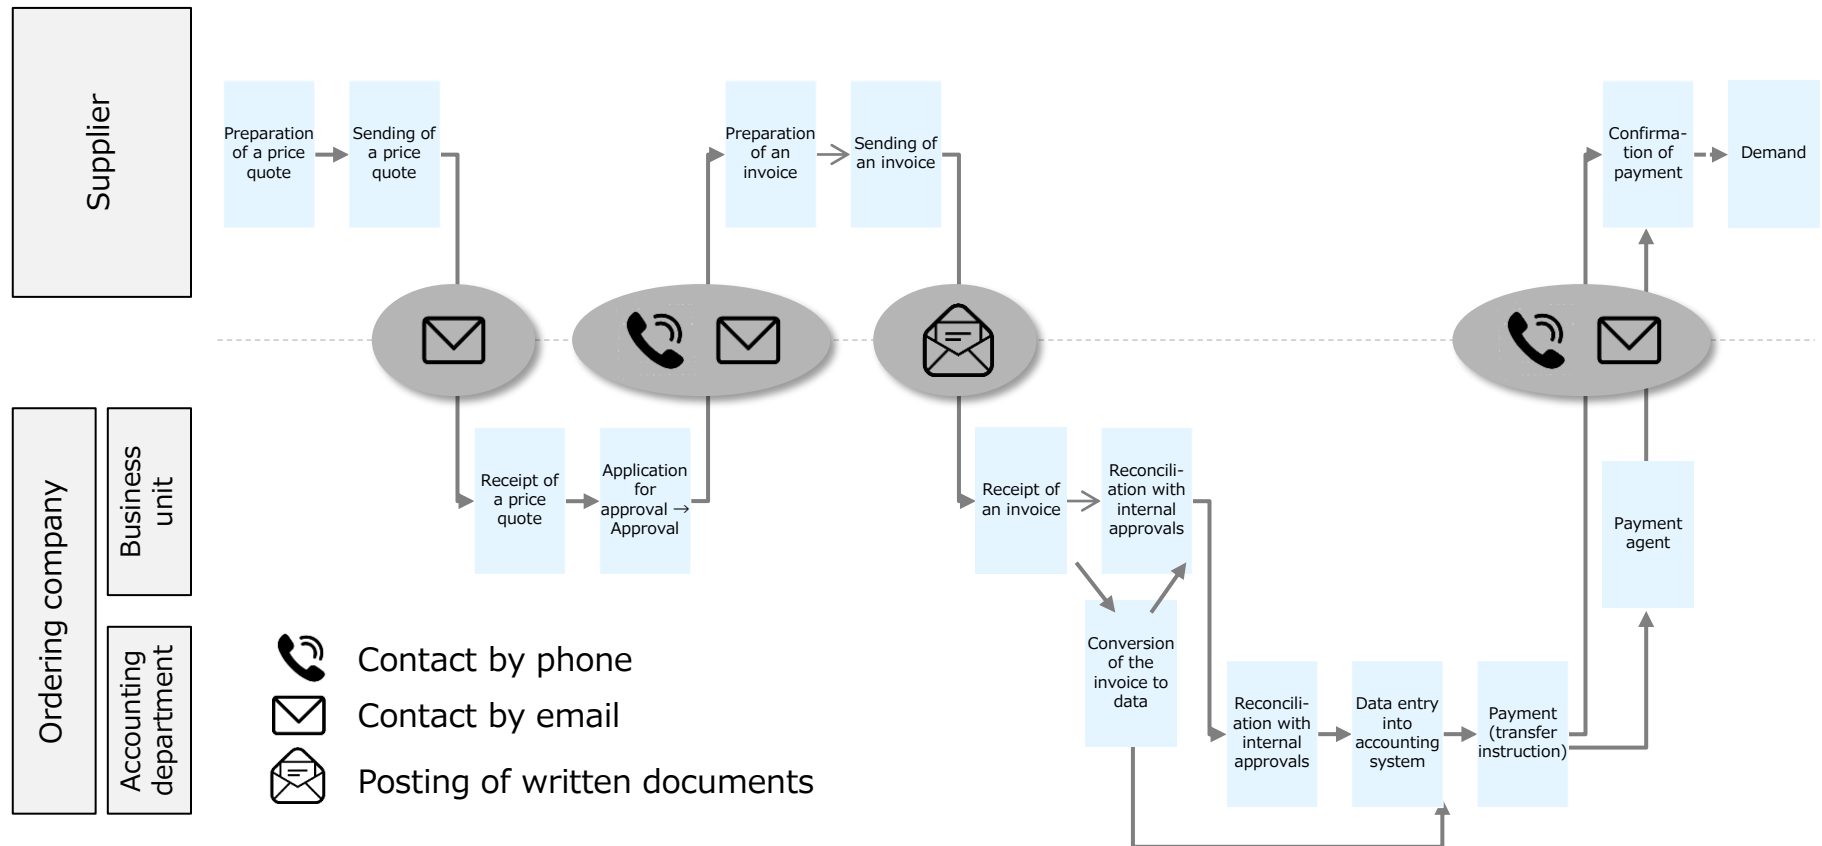 Supplier
Preparation
of a price
quote
Sending of
a price
quote
Preparation
of an
invoice
Sending of
an invoice
Confirma-
tion of
payment
Demand
Ordering company
Business
unit
Accounting
department
Receipt of
a price
quote
Application
for
approval →
Approval
Receipt of
an invoice
Reconcili-
ation with
internal
approvals
Payment
agent
Conversion
of the
invoice to
data
Reconcili-
ation with
internal
approvals
Data entry
into
accounting
system
Payment
(transfer
instruction)
Contact by phone
Contact by email
Posting of written documents